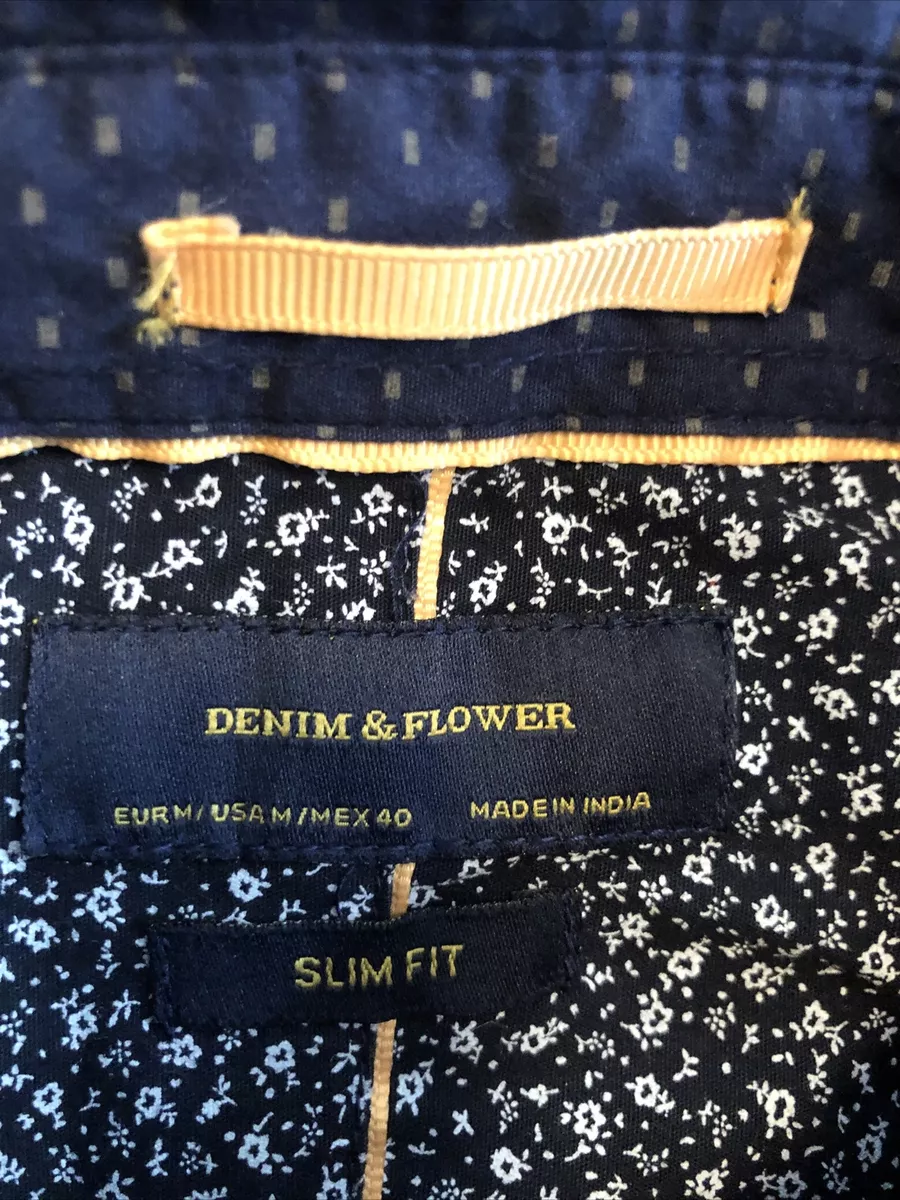 DENIM & FLOWER
EUR M/ USA M/MEX 40 MADE IN INDIA
SLIM FIT